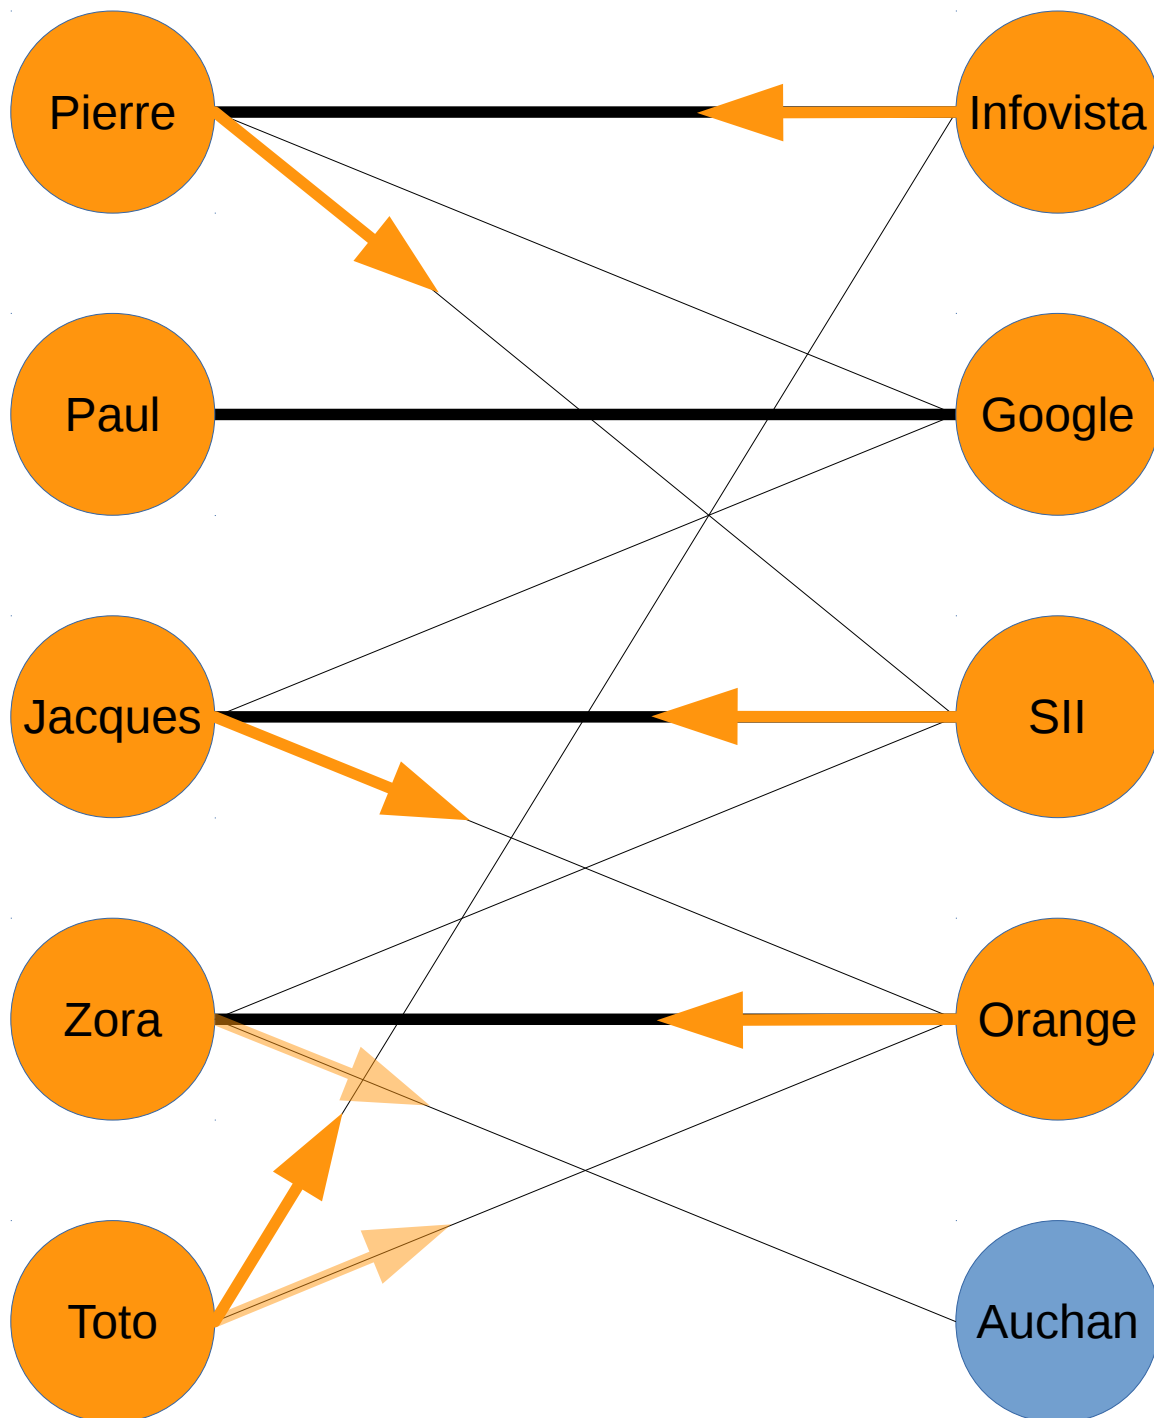 Pierre
Infovista
Paul
Google
Jacques
SII
Zora
Orange
Toto
Auchan